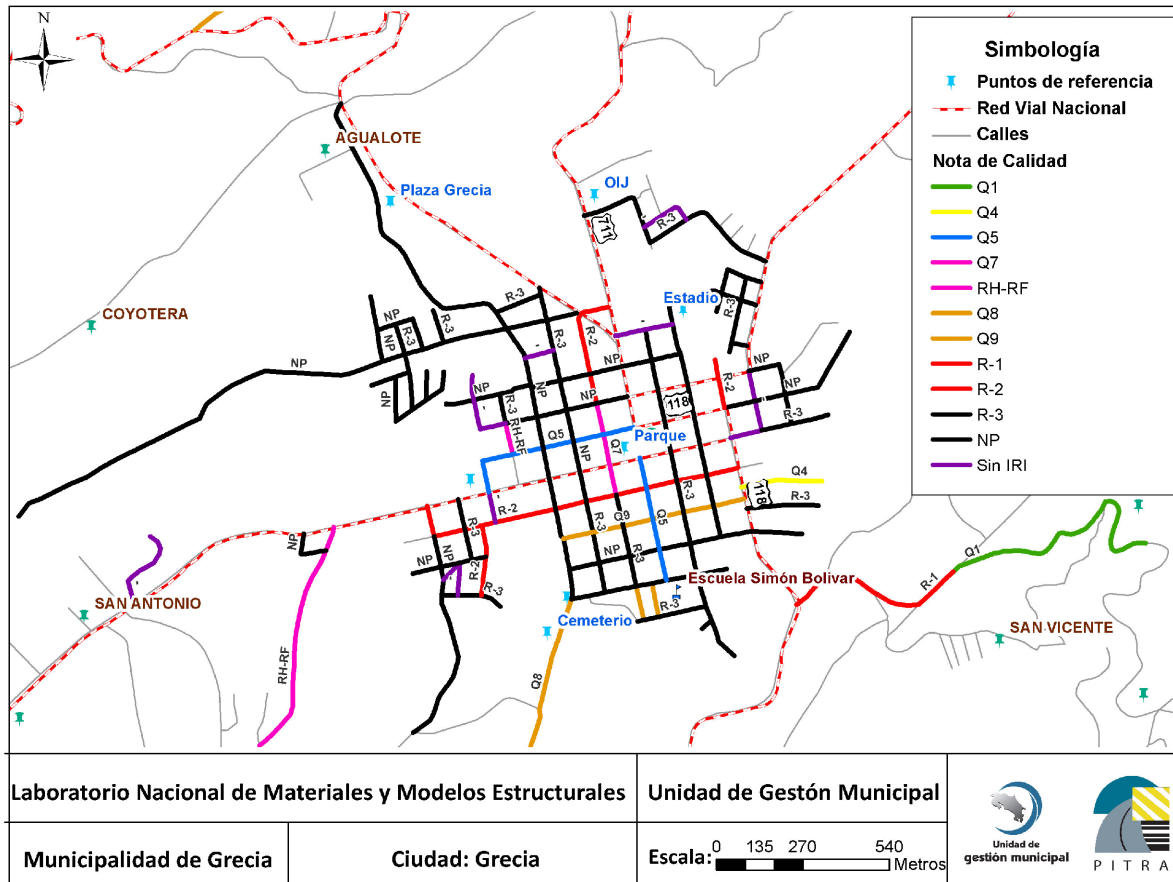 N
AGUALOTE
Plaza Grecia
OIJ
711
R-3
COYOTERA
Estadio
R-3
R-3
NP
R-3
R-3
NP
NP
R-3
R-2
NP
NP
NP
NP
R-3
NP
NP
118
R-2
NP
NP
R-3
RH-RF
Q5
Parque
Q7
NP
R-3
Q4
118
R-3
R-2
R-3
Q9
Q5
R-3
NP
NP
NP
R-2
R-3
NP
R-3
Escuela Simón Bolivar
R-3
Cemeterio
Q8
RH-RF
SAN ANTONIO
R-1
Q1
SAN VICENTE
Simbología
Puntos de referencia
Red Vial Nacional
Calles
Nota de Calidad
Q1
Q4
Q5
Q7
RH-RF
Q8
Q9
R-1
R-2
R-3
NP
Sin IRI
Laboratorio Nacional de Materiales y Modelos Estructurales
Unidad de Gestón Municipal
Municipalidad de Grecia
Ciudad: Grecia
Escala:
0 135 270 540
Metros
Unidad de
gestión municipal
PITRA